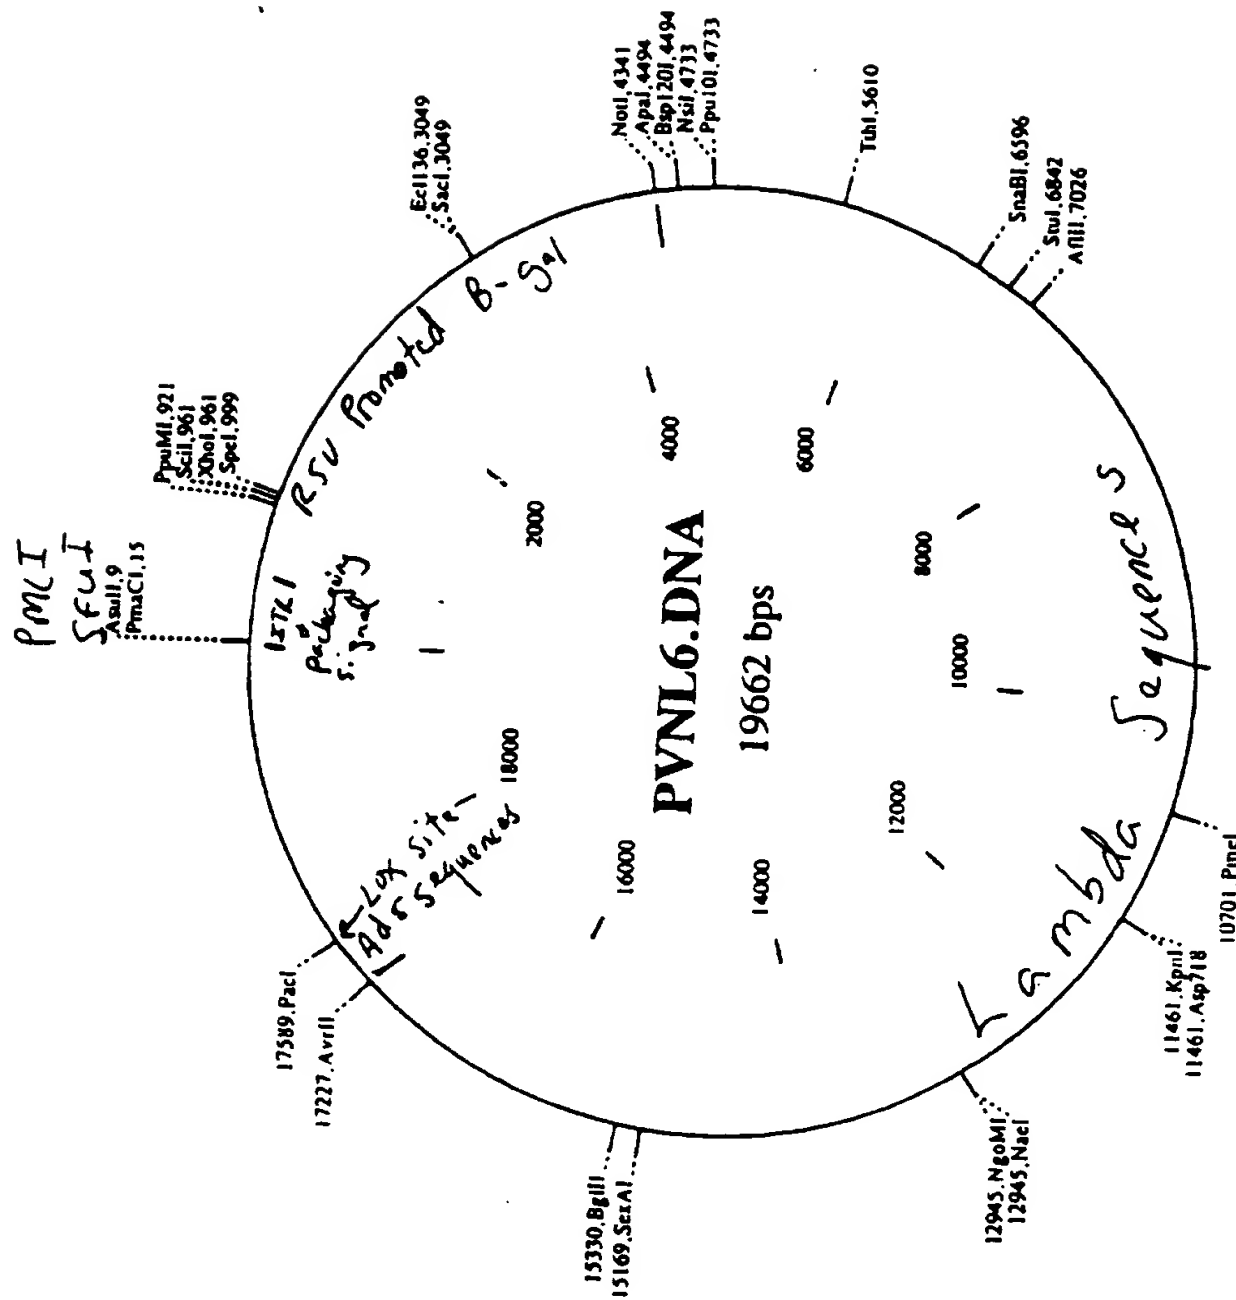 PMCI
SFUI
AsuII,9
PmaCI,15
PpuMI,921
SciI,961
XhoI,961
SpeI,999
Ecl136,3049
SacI,3049
NotI,4341
ApaI,4494
Bsp120I,4494
NsiI,4733
Ppu10I,4733
TthI,5610
SnaBI,6596
StuI,6842
AflII,7026
10701,PmeI
11461,KpnI
11461,Asp718
12945,NgoMI
12945,NaeI
15169,SexAI
15330,BglII
17227,AvrII
17589,PacI
packaging
signal
RSV Promoted B-gal
Lambda Sequences
Lox Site
Ad5 Sequences
2000
4000
6000
8000
10000
12000
14000
16000
18000
PVNL6.DNA
19662 bps